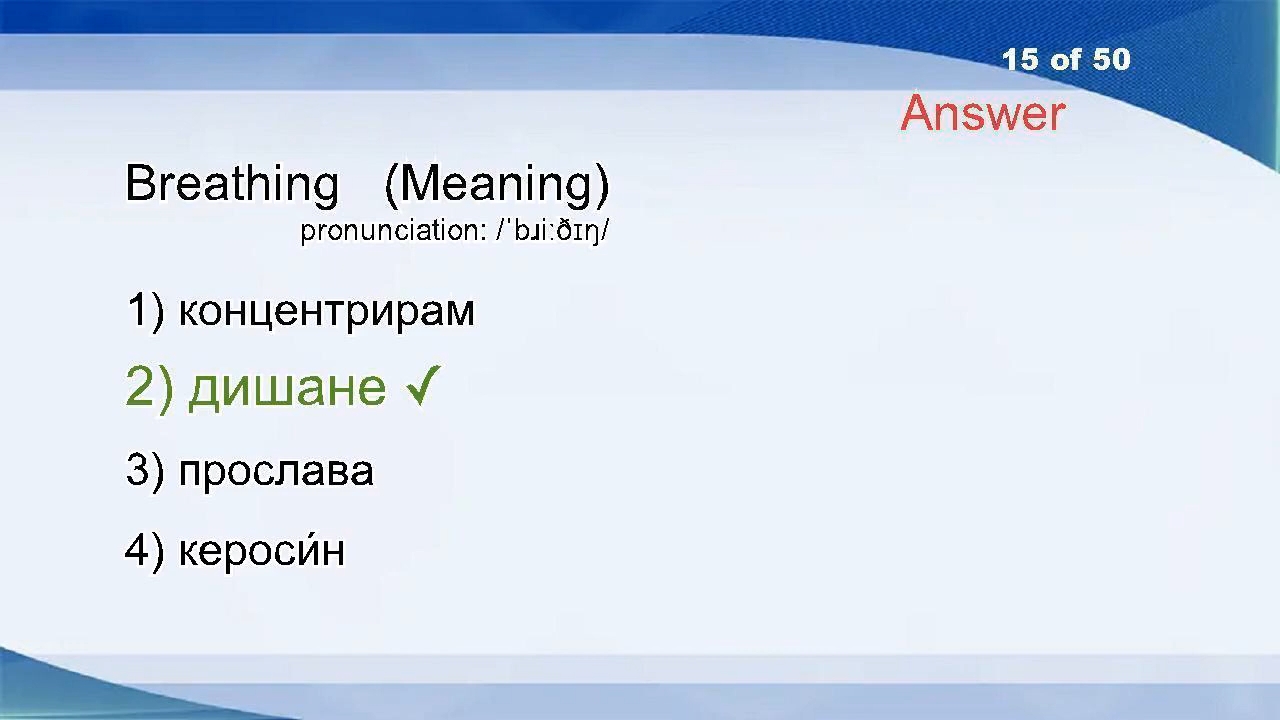 15 of 50
Answer
Breathing (Meaning)
pronunciation: /ˈbɹiːðɪŋ/
1) концентрирам
2) дишане ✓
3) прослава
4) кероси́н